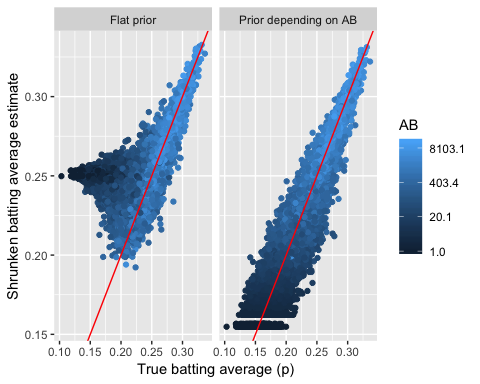 Flat prior
Prior depending on AB
Shrunken batting average estimate
0.30
0.25
0.20
0.15
0.10 0.15 0.20 0.25 0.30
0.10 0.15 0.20 0.25 0.30
True batting average (p)
AB
8103.1
403.4
20.1
1.0